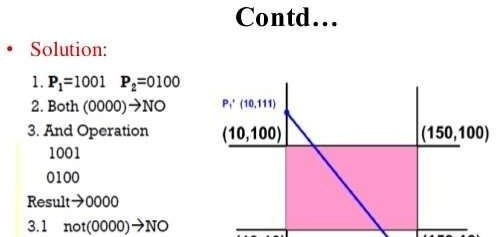 Contd…
• Solution:
1. P₁=1001 P₂=0100
2. Both (0000)→NO
3. And Operation
1001
0100
Result→0000
3.1 not(0000)→NO
P₁' (10,111)
(10,100)
(150,100)